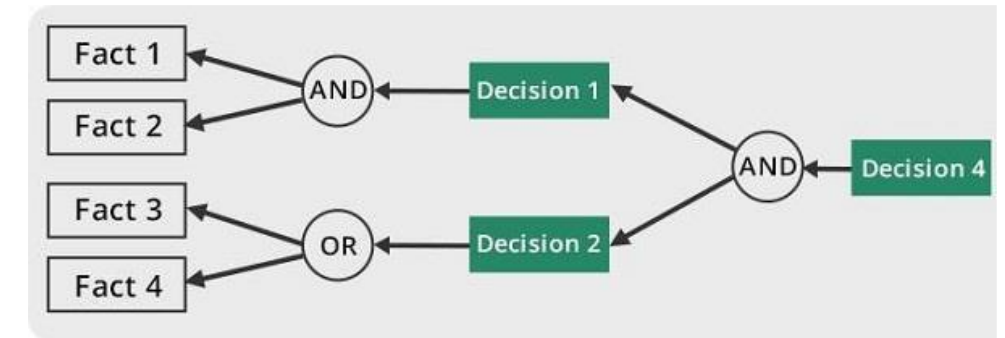 Fact 1
Fact 2
AND
Decision 1
AND
Decision 4
Fact 3
Fact 4
OR
Decision 2